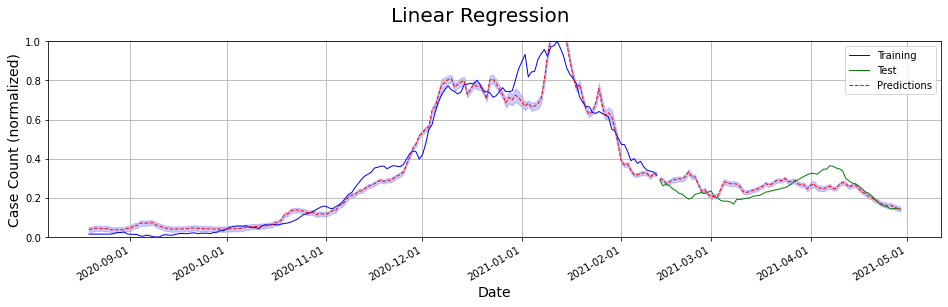 Linear Regression
Case Count (normalized)
1.0
0.8
0.6
0.4
0.2
0.0
Training
Test
Predictions
2020-09-01
2020-10-01
2020-11-01
2020-12-01
2021-01-01
2021-02-01
2021-03-01
2021-04-01
2021-05-01
Date